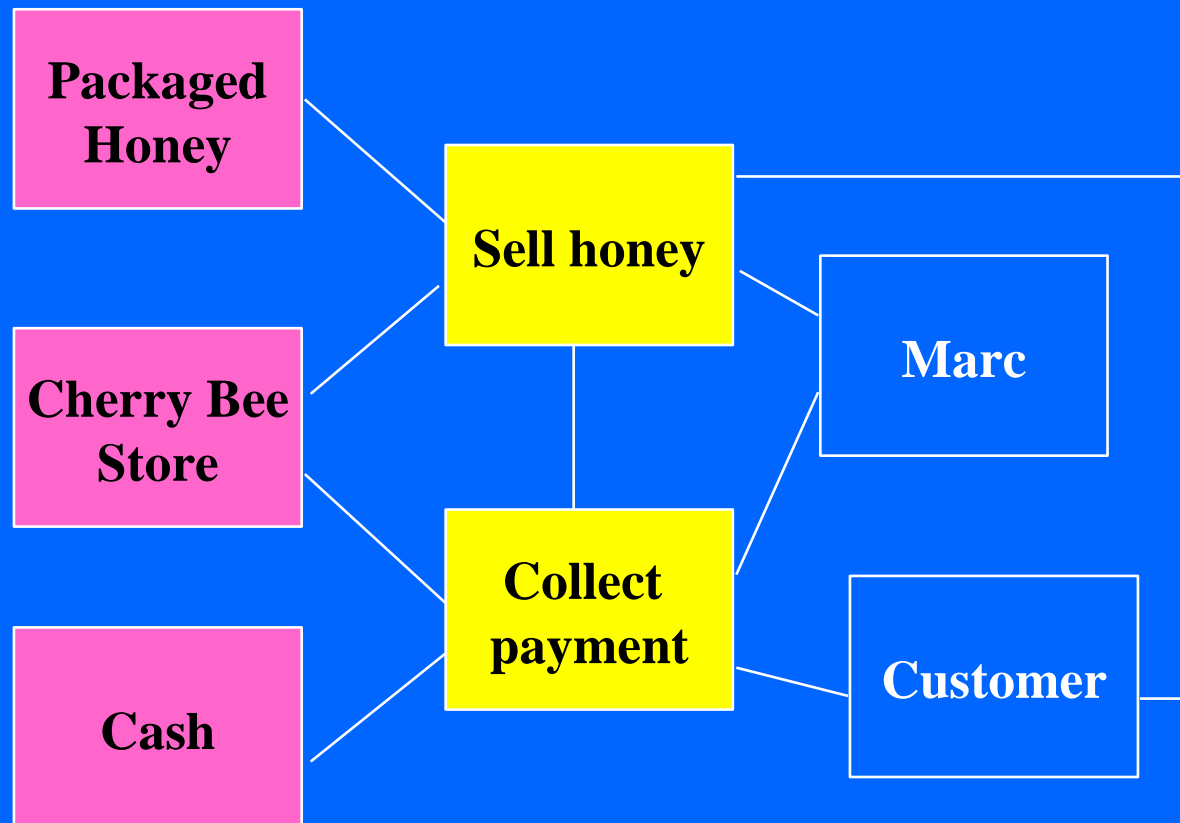 Packaged
Honey
Sell honey
Marc
Cherry Bee
Store
Collect
payment
Customer
Cash